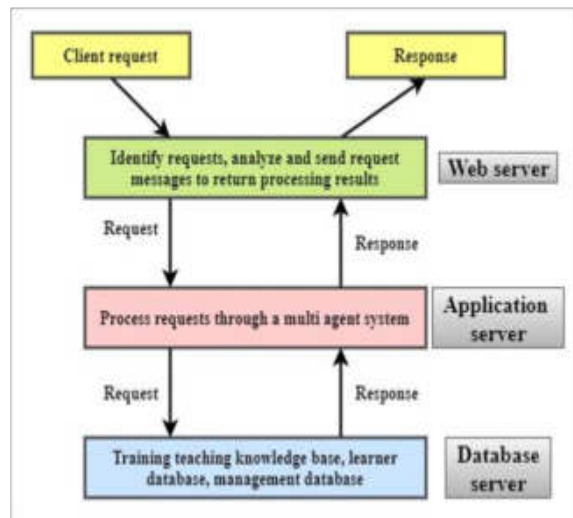 Client request
Response
Identify requests, analyze and send request
messages to return processing results
Web server
Request
Response
Process requests through a multi agent system
Application
server
Request
Response
Training teaching knowledge base, learner
database, management database
Database
server